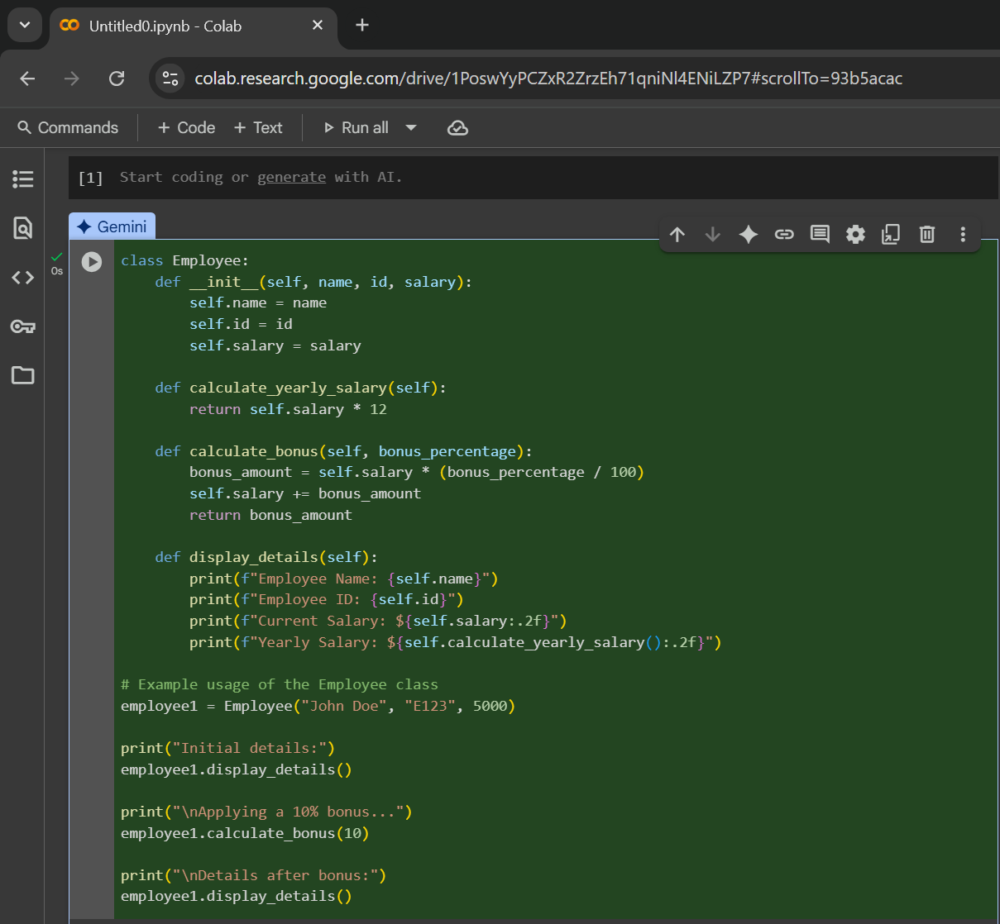 Untitled0.ipynb - Colab
colab.research.google.com/drive/1PoswYyPCZxR2ZrzEh71qniNl4ENiLZP7#scrollTo=93b5acac
Commands + Code + Text Run all
[1] Start coding or generate with AI.
Gemini
0s
class Employee:
    def __init__(self, name, id, salary):
        self.name = name
        self.id = id
        self.salary = salary

    def calculate_yearly_salary(self):
        return self.salary * 12

    def calculate_bonus(self, bonus_percentage):
        bonus_amount = self.salary * (bonus_percentage / 100)
        self.salary += bonus_amount
        return bonus_amount

    def display_details(self):
        print(f"Employee Name: {self.name}")
        print(f"Employee ID: {self.id}")
        print(f"Current Salary: ${self.salary:.2f}")
        print(f"Yearly Salary: ${self.calculate_yearly_salary():.2f}")

# Example usage of the Employee class
employee1 = Employee("John Doe", "E123", 5000)

print("Initial details:")
employee1.display_details()

print("\nApplying a 10% bonus...")
employee1.calculate_bonus(10)

print("\nDetails after bonus:")
employee1.display_details()